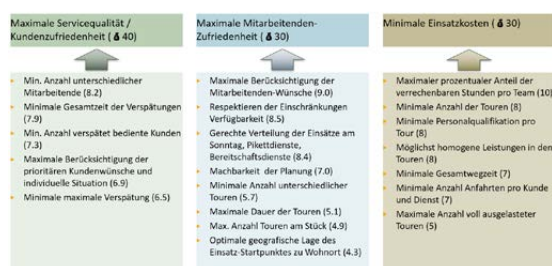 Maximale Servicequalität /
Kundenzufriedenheit ( 40)
Min. Anzahl unterschiedlicher
Mitarbeitende (8.2)
Minimale Gesamtzeit der Verspätungen
(7.9)
Min. Anzahl verspätet bediente Kunden
(7.3)
Maximale Berücksichtigung der
prioritären Kundenwünsche und
individuelle Situation (6.9)
Minimale maximale Verspätung (6.5)
Maximale Mitarbeitenden-
Zufriedenheit ( 30)
Maximale Berücksichtigung der
Mitarbeitenden-Wünsche (9.0)
Respektieren der Einschränkungen
Verfügbarkeit (8.5)
Gerechte Verteilung der Einsätze am
Sonntag, Pikettdienste,
Bereitschaftsdienste (8.4)
Machbarkeit der Planung (7.0)
Minimale Anzahl unterschiedlicher
Touren (5.7)
Maximale Dauer der Touren (5.1)
Max. Anzahl Touren am Stück (4.9)
Optimale geografische Lage des
Einsatz-Startpunktes zu Wohnort (4.3)
Minimale Einsatzkosten ( 30)
Maximaler prozentualer Anteil der
verrechenbaren Stunden pro Team (10)
Minimale Anzahl der Touren (8)
Minimale Personalqualifikation pro
Tour (8)
Möglichst homogene Leistungen in den
Touren (8)
Minimale Gesamtwegzeit (7)
Minimale Anzahl Anfahrten pro Kunde
und Dienst (7)
Maximale Anzahl voll ausgelasteter
Touren (5)